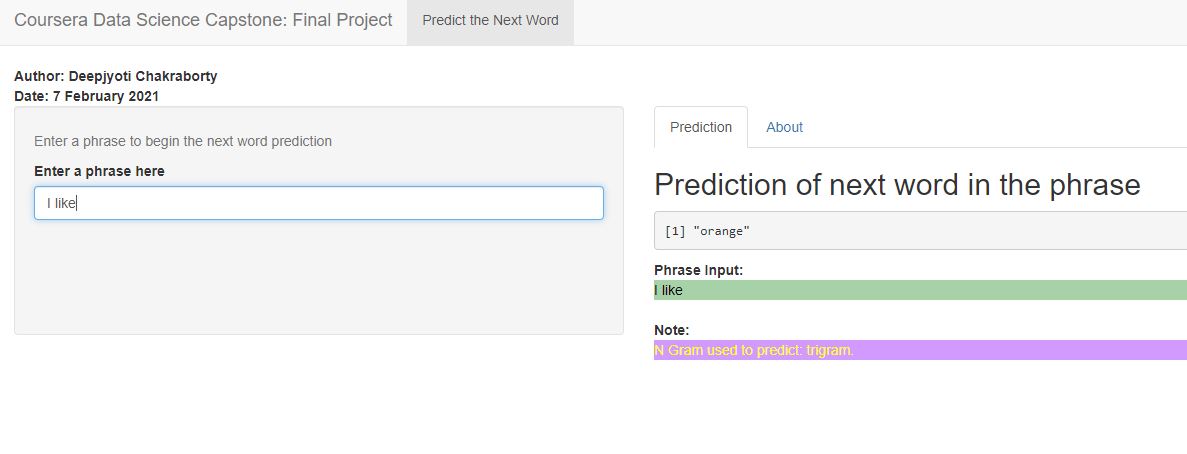 Coursera Data Science Capstone: Final Project
Predict the Next Word
Author: Deepjyoti Chakraborty
Date: 7 February 2021
Enter a phrase to begin the next word prediction
Enter a phrase here
I like
Prediction
About
Prediction of next word in the phrase
[1] "orange"
Phrase Input:
I like
Note:
N Gram used to predict: trigram.